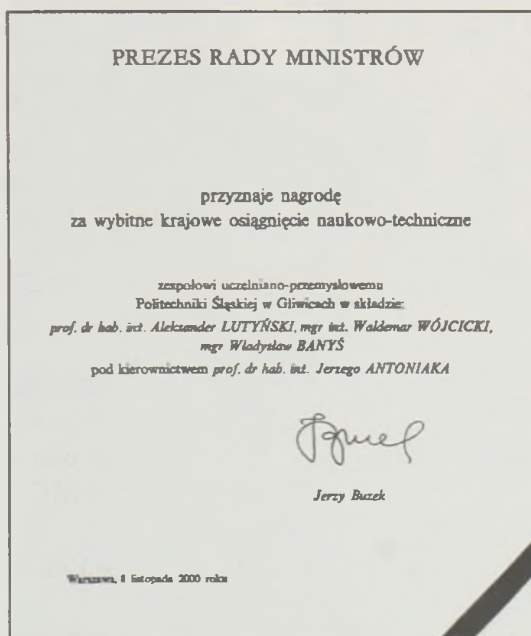 PREZES RADY MINISTRÓW
przyznaje nagrodę
za wybitne krajowe osiągnięcie naukowo-techniczne
zespołowi uczelniano-przemysłowemu
Politechniki Śląskiej w Gliwicach w składzie:
prof. dr hab. inż. Aleksander LUTYŃSKI, mgr inż. Waldemar WÓJCICKI,
mgr Władysław BANYŚ
pod kierownictwem prof. dr hab. inż. Jerzego ANTONIAKA
Jerzy Buzek
Warszawa, 8 listopada 2000 roku